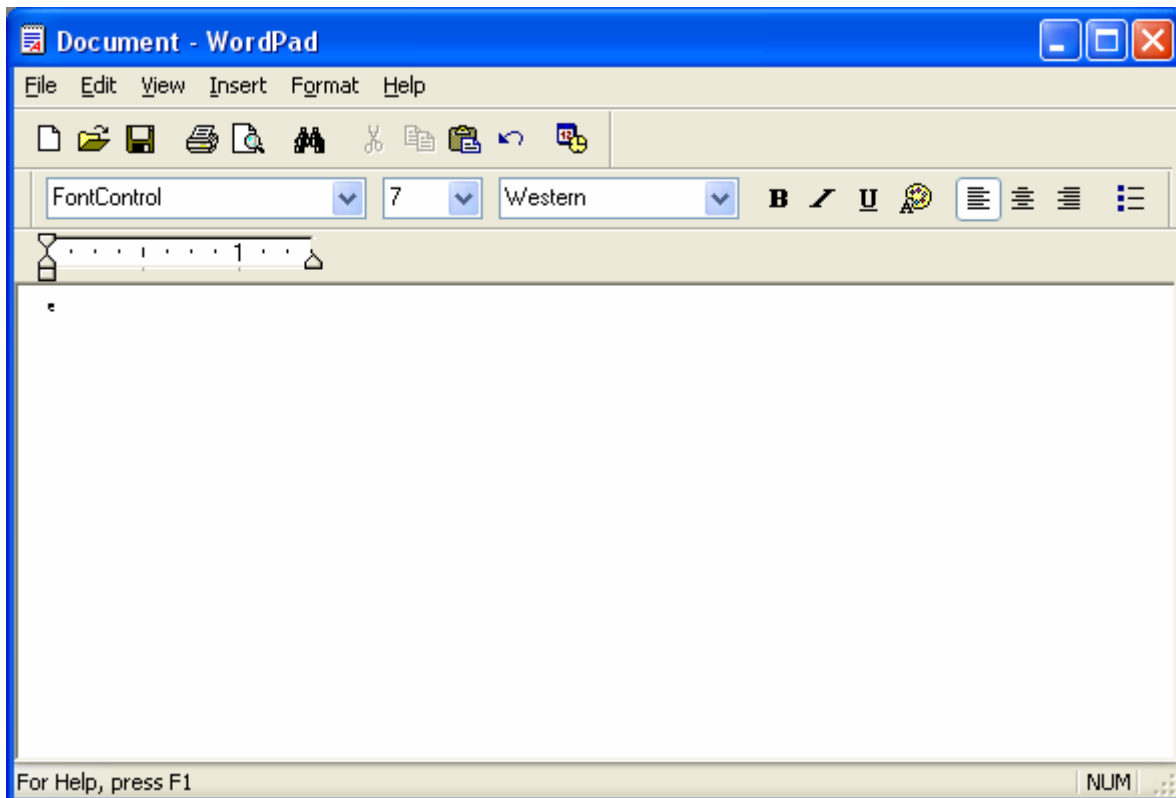 Document - WordPad
File Edit View Insert Format Help
FontControl 7 Western B / U
1
For Help, press F1 NUM